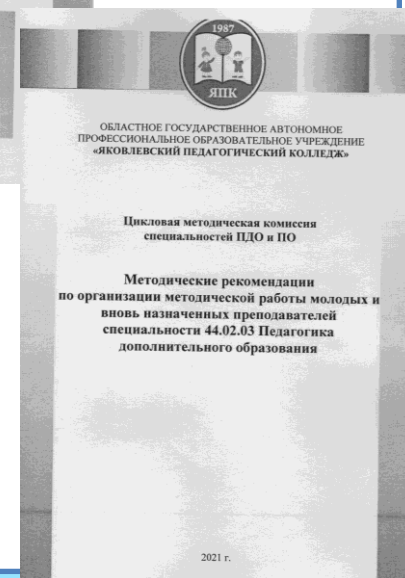 1987
ЯПК
ОБЛАСТНОЕ ГОСУДАРСТВЕННОЕ АВТОНОМНОЕ
ПРОФЕССИОНАЛЬНОЕ ОБРАЗОВАТЕЛЬНОЕ УЧРЕЖДЕНИЕ
«ЯКОВЛЕВСКИЙ ПЕДАГОГИЧЕСКИЙ КОЛЛЕДЖ»
Цикловая методическая комиссия
специальностей ПДО и ПО
Методические рекомендации
по организации методической работы молодых и
вновь назначенных преподавателей
специальности 44.02.03 Педагогика
дополнительного образования
2021 г.